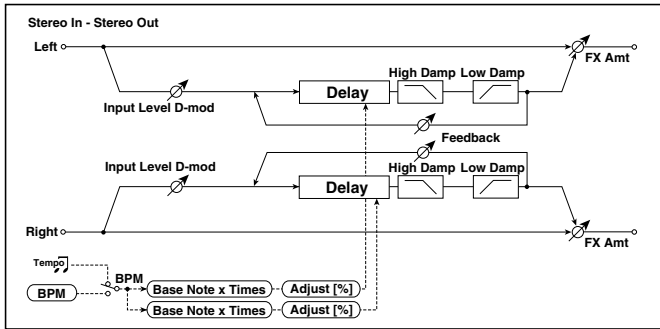 Stereo In - Stereo Out
Left
FX Amt
High Damp Low Damp
Delay
Input Level D-mod
Feedback
Input Level D-mod
High Damp Low Damp
Delay
Right
FX Amt
Tempo
BPM
BPM
Base Note x Times
Adjust [%]
Base Note x Times
Adjust [%]